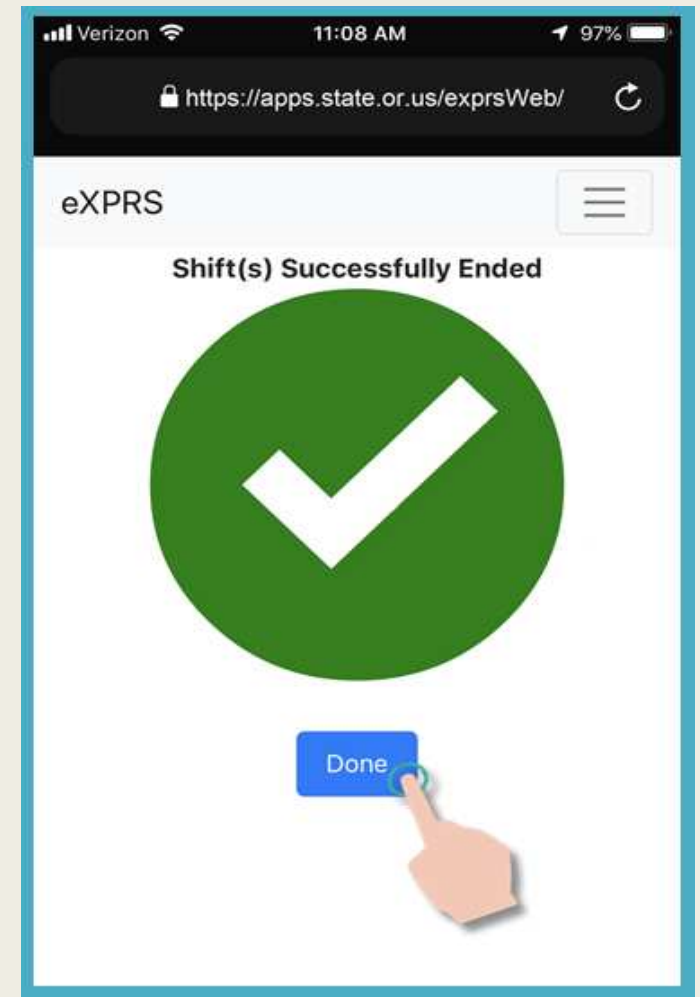 Verizon 11:08 AM 97%
https://apps.state.or.us/exprsWeb/
eXPRS
Shift(s) Successfully Ended
Done